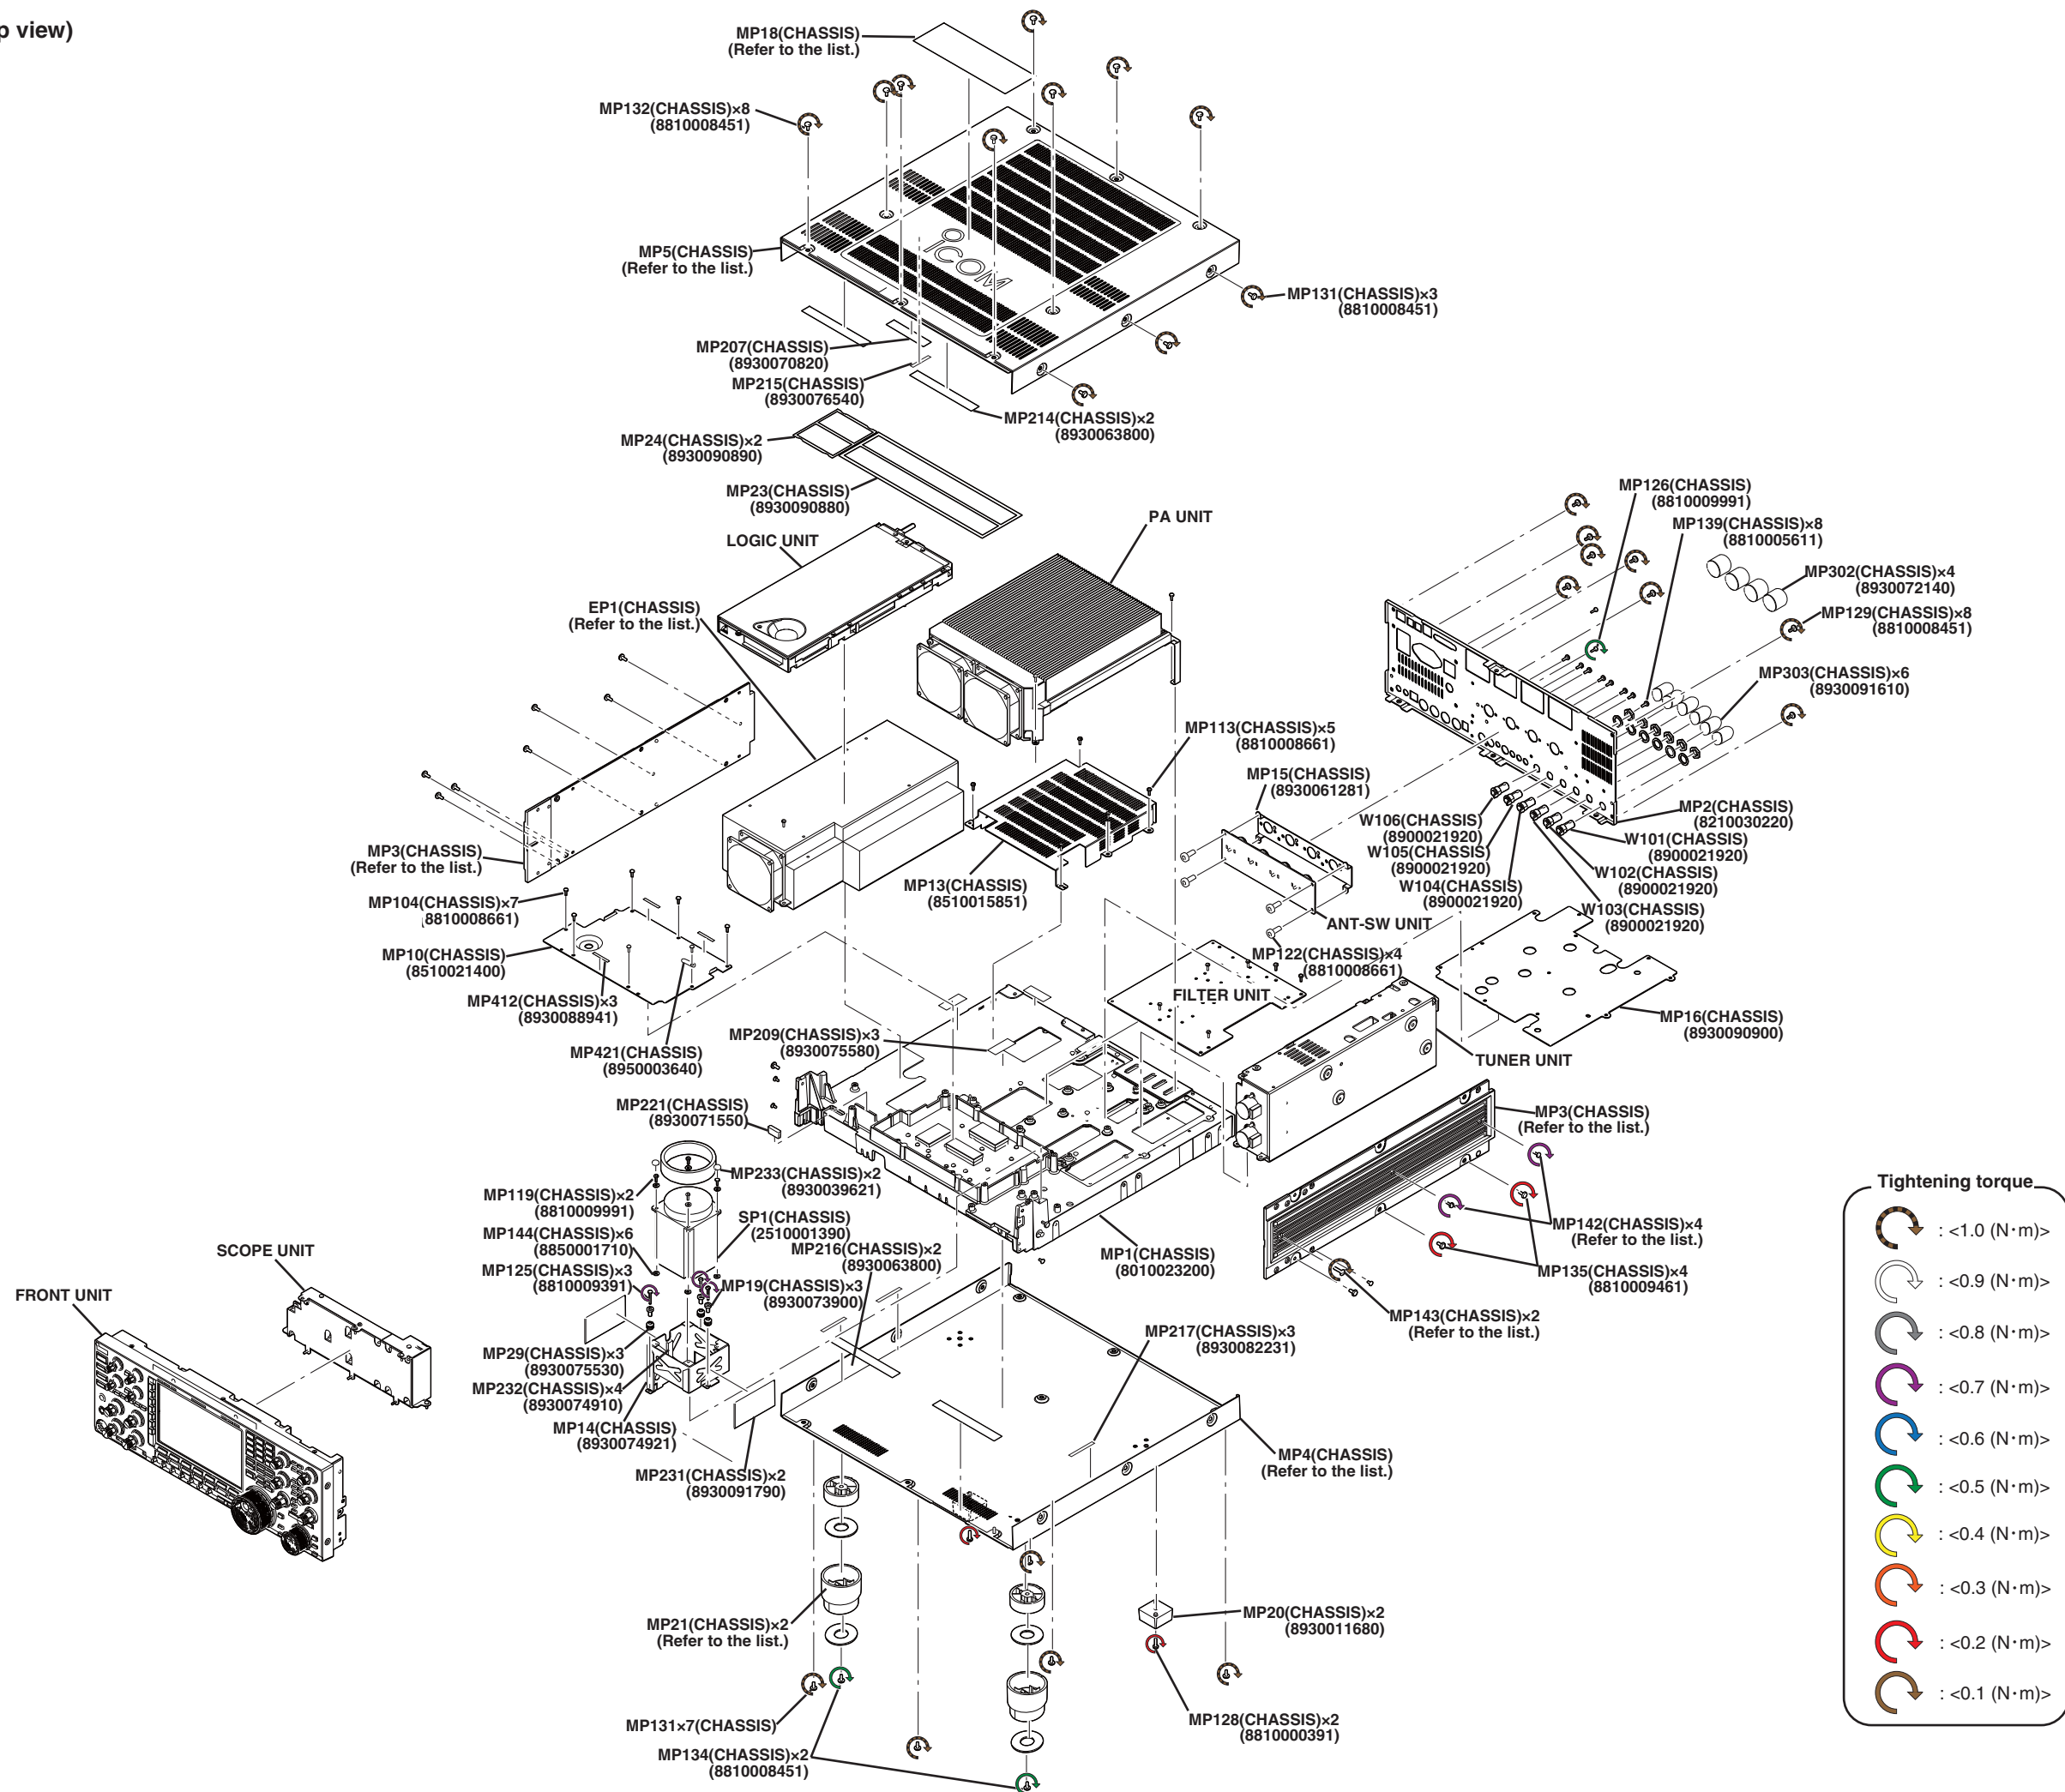 p view)
MP18(CHASSIS)
(Refer to the list.)
MP132(CHASSIS)×8
(8810008451)
MP5(CHASSIS)
(Refer to the list.)
ICOM
MP131(CHASSIS)×3
(8810008451)
MP207(CHASSIS)
(8930070820)
MP215(CHASSIS)
(8930076540)
MP214(CHASSIS)×2
(8930063800)
MP24(CHASSIS)×2
(8930090890)
MP23(CHASSIS)
(8930090880)
LOGIC UNIT
PA UNIT
EP1(CHASSIS)
(Refer to the list.)
MP126(CHASSIS)
(8810009991)
MP139(CHASSIS)×8
(8810005611)
MP302(CHASSIS)×4
(8930072140)
MP129(CHASSIS)×8
(8810008451)
MP303(CHASSIS)×6
(8930091610)
MP113(CHASSIS)×5
(8810008661)
MP15(CHASSIS)
(8930061281)
MP2(CHASSIS)
(8210030220)
W106(CHASSIS)
(8900021920)
W105(CHASSIS)
(8900021920)
W104(CHASSIS)
(8900021920)
W101(CHASSIS)
(8900021920)
W102(CHASSIS)
(8900021920)
W103(CHASSIS)
(8900021920)
MP3(CHASSIS)
(Refer to the list.)
MP13(CHASSIS)
(8510015851)
MP104(CHASSIS)×7
(8810008661)
ANT-SW UNIT
MP10(CHASSIS)
(8510021400)
MP122(CHASSIS)×4
(8810008661)
MP412(CHASSIS)×3
(8930088941)
FILTER UNIT
MP16(CHASSIS)
(8930090900)
MP421(CHASSIS)
(8950003640)
MP209(CHASSIS)×3
(8930075580)
TUNER UNIT
MP221(CHASSIS)
(8930071550)
MP3(CHASSIS)
(Refer to the list.)
MP233(CHASSIS)×2
(8930039621)
MP119(CHASSIS)×2
(8810009991)
SP1(CHASSIS)
(2510001390)
MP144(CHASSIS)×6
(8850001710)
MP216(CHASSIS)×2
(8930063800)
MP1(CHASSIS)
(8010023200)
MP142(CHASSIS)×4
(Refer to the list.)
MP125(CHASSIS)×3
(8810009391)
MP19(CHASSIS)×3
(8930073900)
MP135(CHASSIS)×4
(8810009461)
MP143(CHASSIS)×2
(Refer to the list.)
SCOPE UNIT
FRONT UNIT
MP29(CHASSIS)×3
(8930075530)
MP217(CHASSIS)×3
(8930082231)
MP232(CHASSIS)×4
(8930074910)
MP14(CHASSIS)
(8930074921)
MP231(CHASSIS)×2
(8930091790)
MP4(CHASSIS)
(Refer to the list.)
MP21(CHASSIS)×2
(Refer to the list.)
MP20(CHASSIS)×2
(8930011680)
MP131×7(CHASSIS)
MP128(CHASSIS)×2
(8810000391)
MP134(CHASSIS)×2
(8810008451)
Tightening torque
: <1.0 (N·m)>
: <0.9 (N·m)>
: <0.8 (N·m)>
: <0.7 (N·m)>
: <0.6 (N·m)>
: <0.5 (N·m)>
: <0.4 (N·m)>
: <0.3 (N·m)>
: <0.2 (N·m)>
: <0.1 (N·m)>